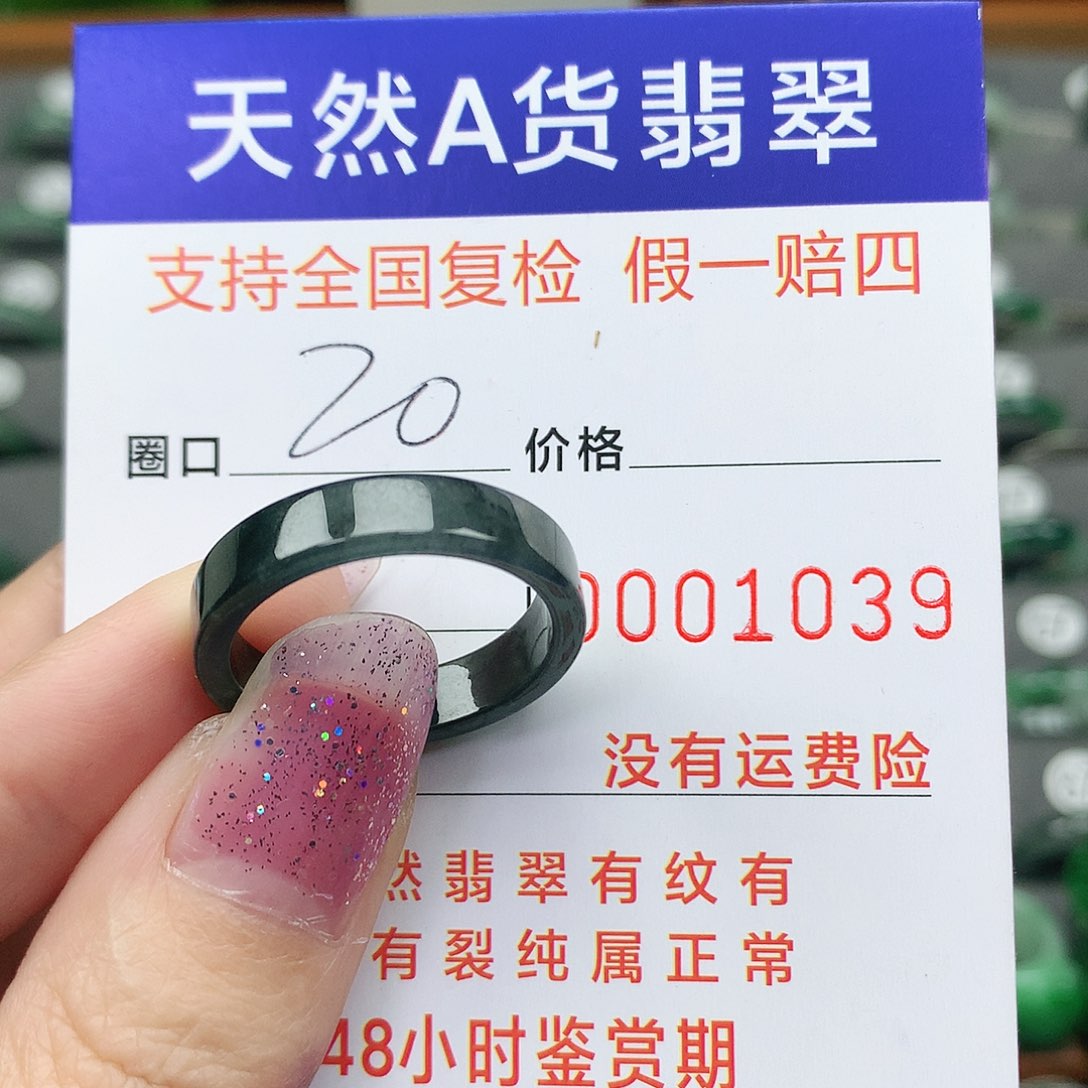 天然A货翡翠
支持全国复检 假一赔四
圈口 20 价格
0001039
没有运费险
然翡翠有纹有
有裂纯属正常
48小时鉴赏期